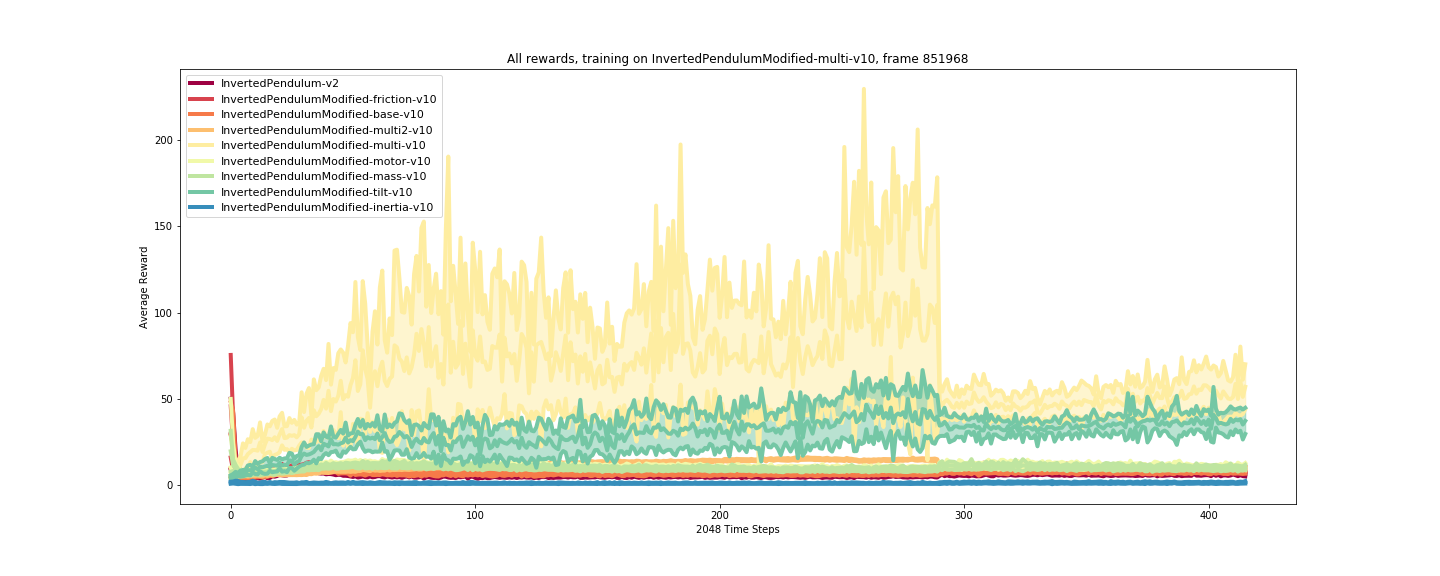 All rewards, training on InvertedPendulumModified-multi-v10, frame 851968
InvertedPendulum-v2
InvertedPendulumModified-friction-v10
InvertedPendulumModified-base-v10
InvertedPendulumModified-multi2-v10
InvertedPendulumModified-multi-v10
InvertedPendulumModified-motor-v10
InvertedPendulumModified-mass-v10
InvertedPendulumModified-tilt-v10
InvertedPendulumModified-inertia-v10
Average Reward
200
150
100
50
0
0 100 200 300 400
2048 Time Steps